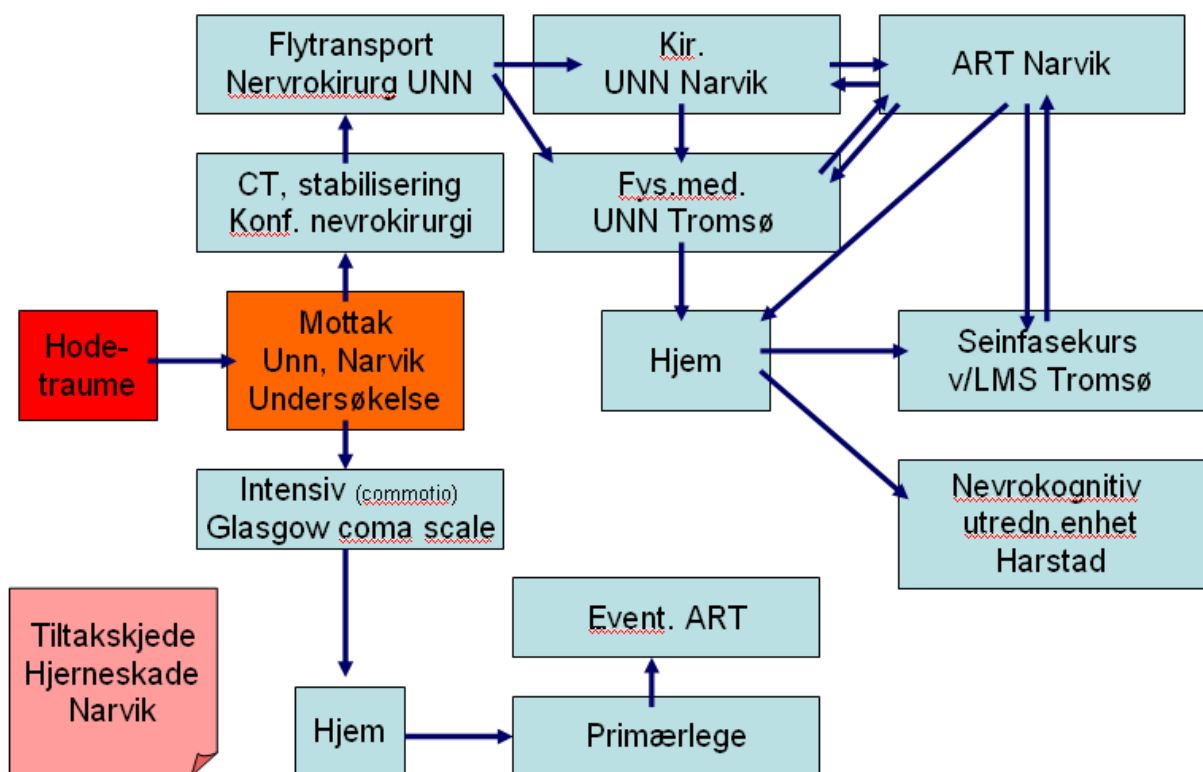 Flytransport
Nervrokirurg UNN
Kir.
UNN Narvik
ART Narvik
CT, stabilisering
Konf. nevrokirurgi
Fys.med.
UNN Tromsø
Hode-
traume
Mottak
Unn, Narvik
Undersøkelse
Hjem
Seinfasekurs
v/LMS Tromsø
Intensiv (commotio)
Glasgow coma scale
Nevrokognitiv
utredn.enhet
Harstad
Tiltakskjede
Hjerneskade
Narvik
Event. ART
Hjem
Primærlege